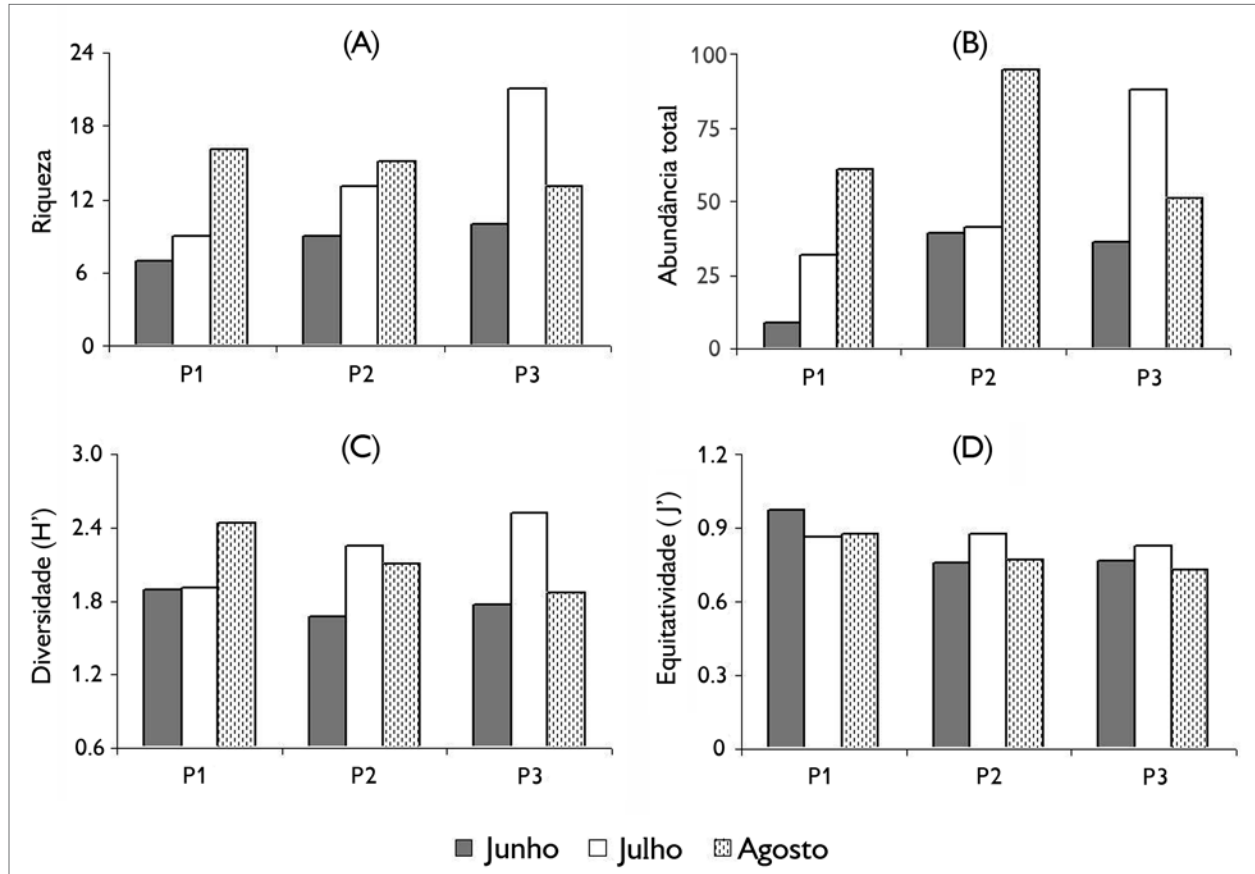 (A)
24
18
12
6
0
Riqueza
P1 P2 P3
(B)
100
75
50
25
0
Abundância total
P1 P2 P3
(C)
3.0
2.4
1.8
1.2
0.6
Diversidade (H’)
P1 P2 P3
(D)
1.2
0.9
0.6
0.3
0
Equitatividade (J’)
P1 P2 P3
Junho Julho Agosto